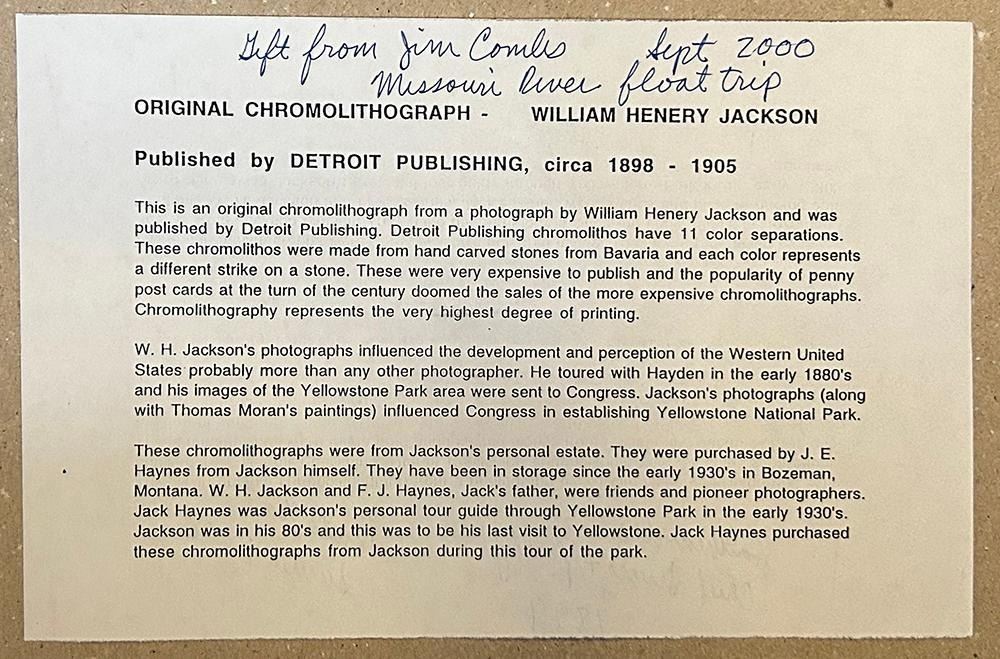 Gift from Jim Combs Sept 2000
Missouri River float trip
ORIGINAL CHROMOLITHOGRAPH - WILLIAM HENERY JACKSON
Published by DETROIT PUBLISHING, circa 1898 - 1905
This is an original chromolithograph from a photograph by William Henery Jackson and was
published by Detroit Publishing. Detroit Publishing chromolithos have 11 color separations.
These chromolithos were made from hand carved stones from Bavaria and each color represents
a different strike on a stone. These were very expensive to publish and the popularity of penny
post cards at the turn of the century doomed the sales of the more expensive chromolithographs.
Chromolithography represents the very highest degree of printing.
W. H. Jackson's photographs influenced the development and perception of the Western United
States probably more than any other photographer. He toured with Hayden in the early 1880's
and his images of the Yellowstone Park area were sent to Congress. Jackson's photographs (along
with Thomas Moran's paintings) influenced Congress in establishing Yellowstone National Park.
These chromolithographs were from Jackson's personal estate. They were purchased by J. E.
Haynes from Jackson himself. They have been in storage since the early 1930's in Bozeman,
Montana. W. H. Jackson and F. J. Haynes, Jack's father, were friends and pioneer photographers.
Jack Haynes was Jackson's personal tour guide through Yellowstone Park in the early 1930's.
Jackson was in his 80's and this was to be his last visit to Yellowstone. Jack Haynes purchased
these chromolithographs from Jackson during this tour of the park.